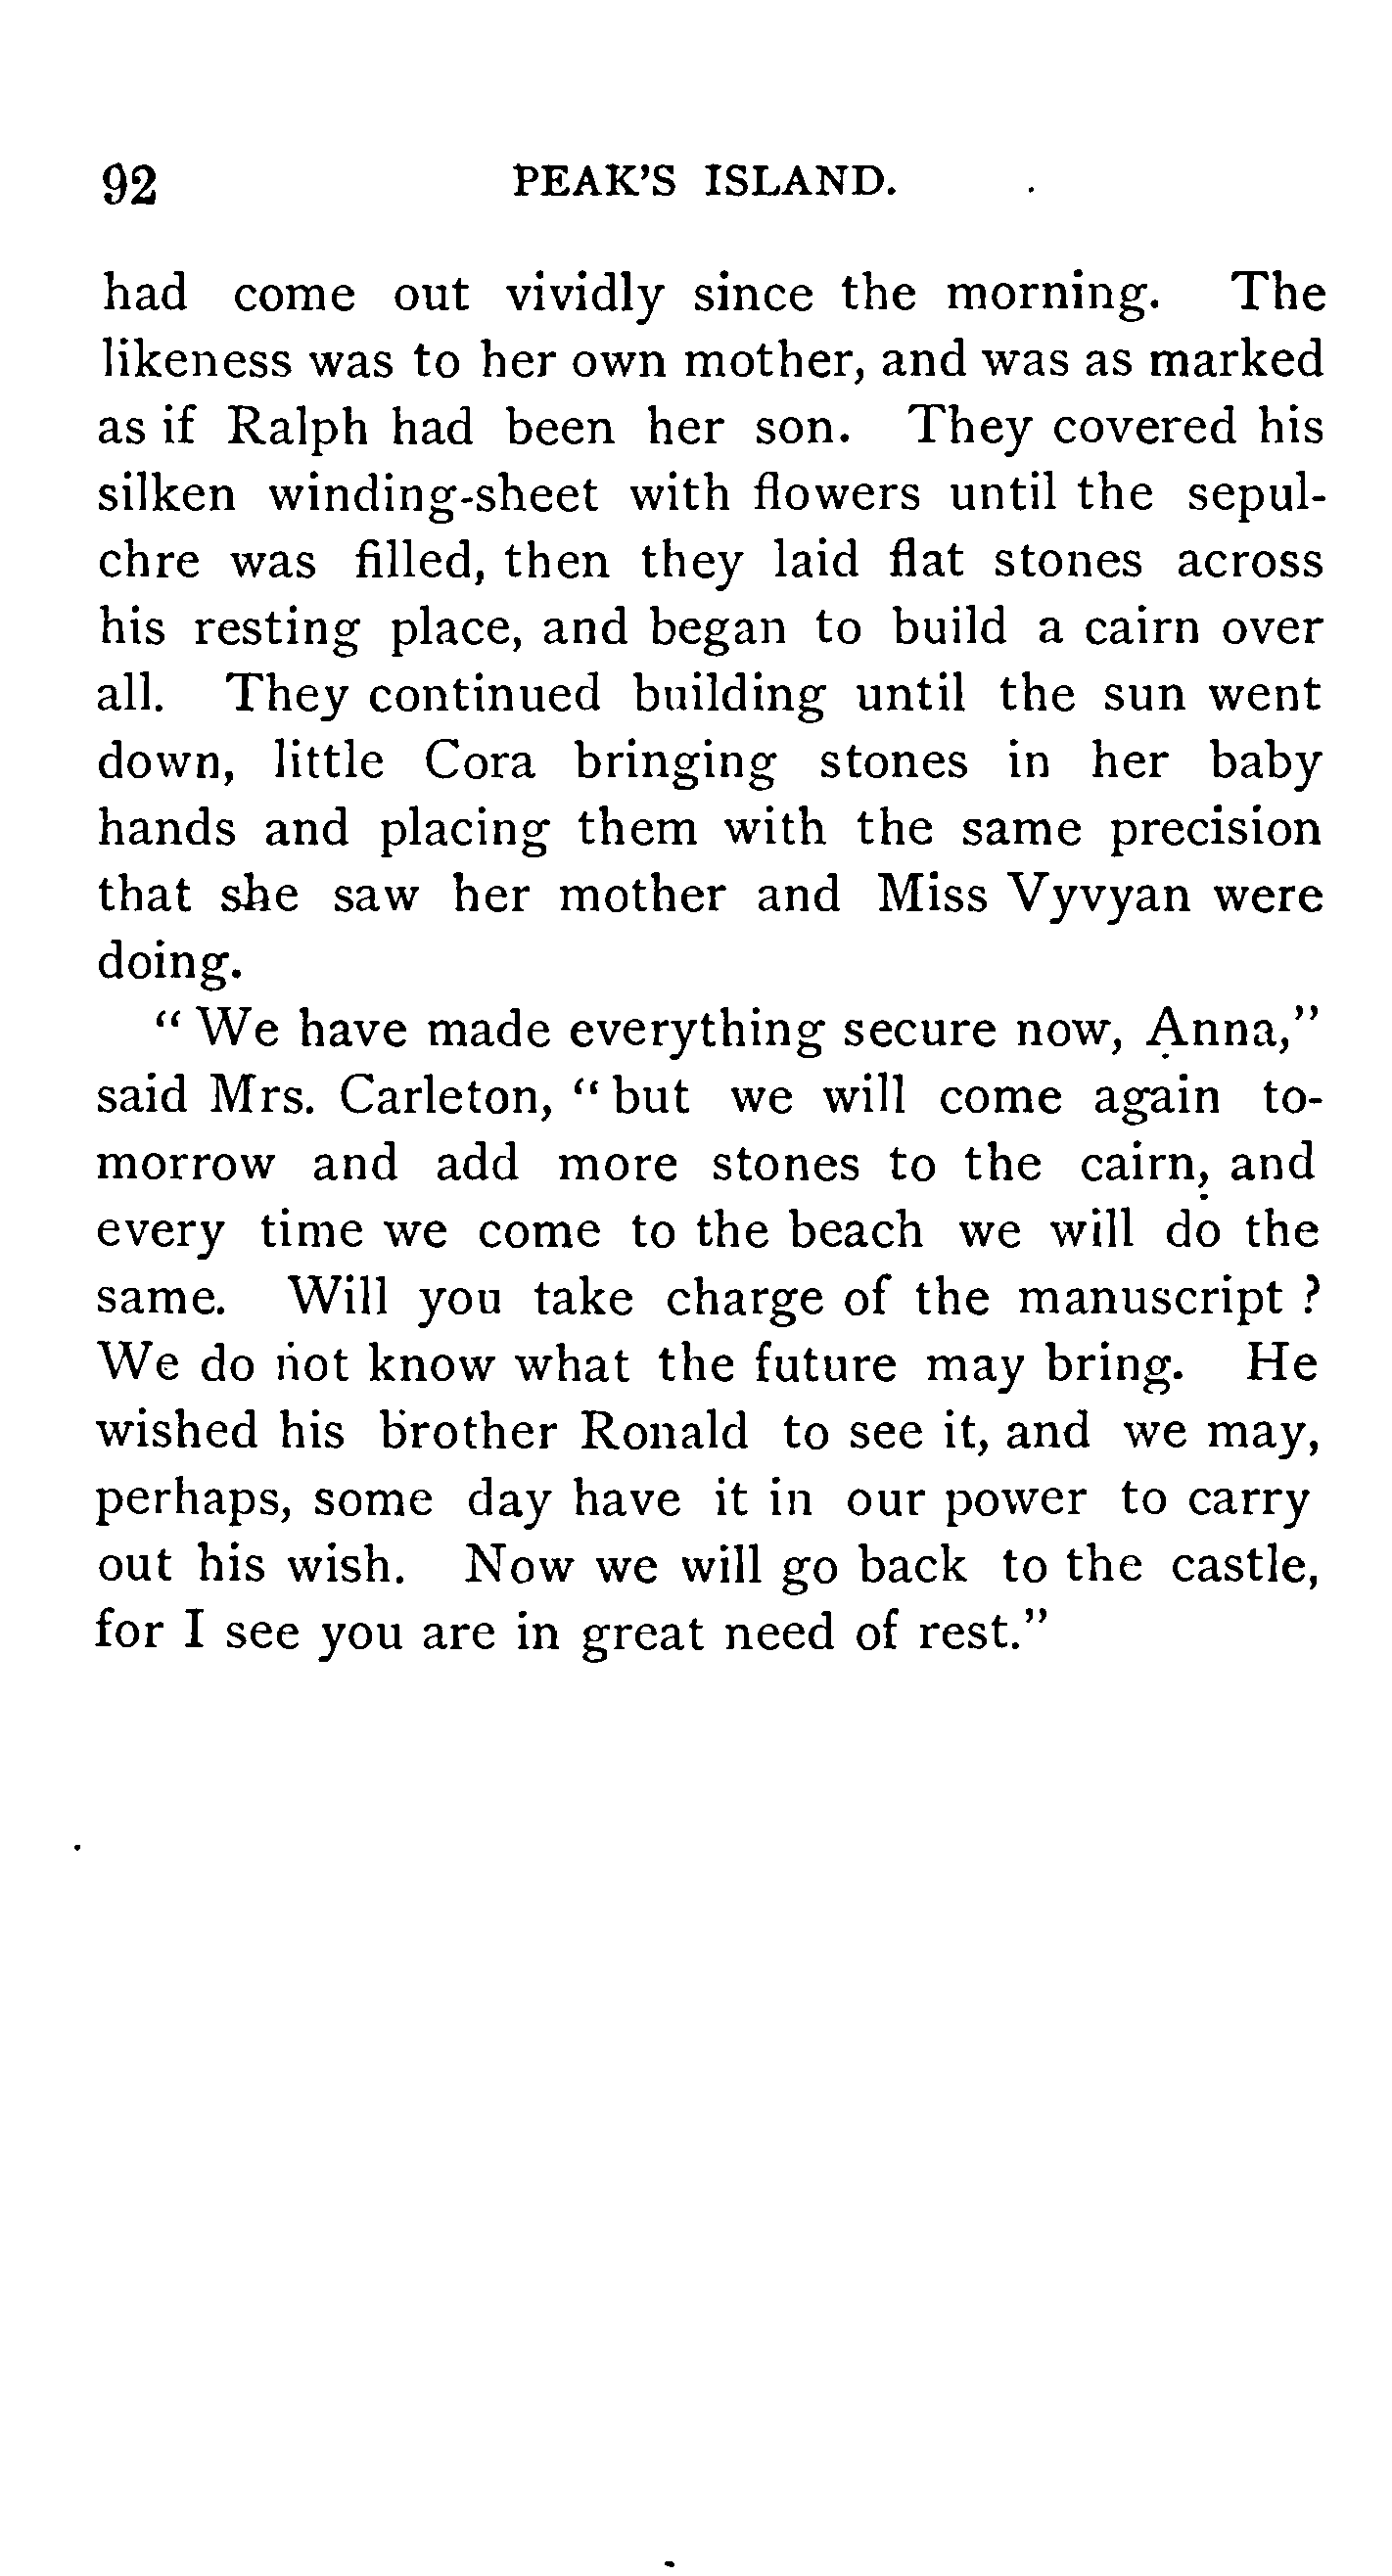 92 PEAK'S ISLAND.
had come out vividly since the morning. The
likeness was to her own mother, and was as marked
as if Ralph had been her son. They covered his
silken winding-sheet with flowers until the sepul-
chre was filled, then they laid flat stones across
his resting place, and began to build a cairn over
all. They continued building until the sun went
down, little Cora bringing stones in her baby
hands and placing them with the same precision
that she saw her mother and Miss Vyvyan were
doing.
"We have made everything secure now, Anna,"
said Mrs. Carleton, "but we will come again to-
morrow and add more stones to the cairn, and
every time we come to the beach we will do the
same. Will you take charge of the manuscript ?
We do not know what the future may bring. He
wished his brother Ronald to see it, and we may,
perhaps, some day have it in our power to carry
out his wish. Now we will go back to the castle,
for I see you are in great need of rest."